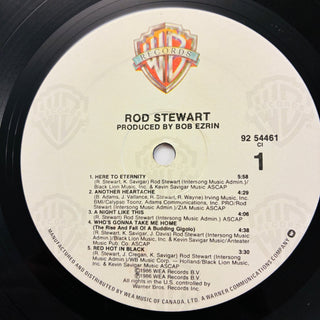 WB
RECORDS
ROD STEWART
PRODUCED BY BOB EZRIN
92 54461
CI
1
1. HERE TO ETERNITY 5:58
(R. Stewart, K. Savigar) Rod Stewart (Intersong Music Admin.)/
Black Lion Music, Inc. & Kevin Savigar Music ASCAP
2. ANOTHER HEARTACHE 4:29
(B. Adams, J. Vallance, R. Stewart, R. Wayne) Irving Music, Inc.
BMI/Calypso Toonz, Adams Communications, Inc. PRO/Rod
Stewart (Intersong Music Admin.)/ZIA Music ASCAP
3. A NIGHT LIKE THIS 4:04
(R. Stewart) Rod Stewart (Intersong Music Admin.) ASCAP
4. WHO'S GONNA TAKE ME HOME 4:38
(The Rise And Fall Of A Budding Gigolo)
(R. Stewart, K. Savigar, J. Davis) Rod Stewart (Intersong Music
Admin.)/Black Lion Music, Inc. & Kevin Savigar Music/Anteater
Music Pub. Co. ASCAP
5. RED HOT IN BLACK 3:30
(R. Stewart, J. Cregan, K. Savigar) Rod Stewart (Intersong Music
Admin.)/WB Music Corp. — Holland/Black Lion Music,
Inc. & Kevin Savigar Music ASCAP
℗1986 WEA Records B.V.
©1986 WEA Records B.V.
All rights in the U.S. controlled by
Warner Bros. Records Inc.
MANUFACTURED AND DISTRIBUTED BY WEA MUSIC OF CANADA, LTD. A WARNER COMMUNICATIONS COMPANY